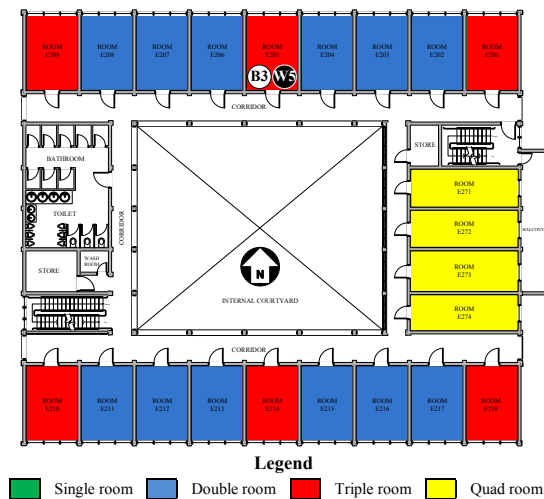 ROOM
E209
ROOM
E208
ROOM
E207
ROOM
E206
ROOM
E205
ROOM
E204
ROOM
E203
ROOM
E202
ROOM
E201
B3
W5
CORRIDOR
BATHROOM
TOILET
STORE
WASH
ROOM
CORRIDOR
N
INTERNAL COURTYARD
STORE
ROOM
E271
ROOM
E272
ROOM
E273
ROOM
E274
BALCONY
CORRIDOR
ROOM
E210
ROOM
E211
ROOM
E212
ROOM
E213
ROOM
E214
ROOM
E215
ROOM
E216
ROOM
E217
ROOM
E218
Legend
Single room
Double room
Triple room
Quad room